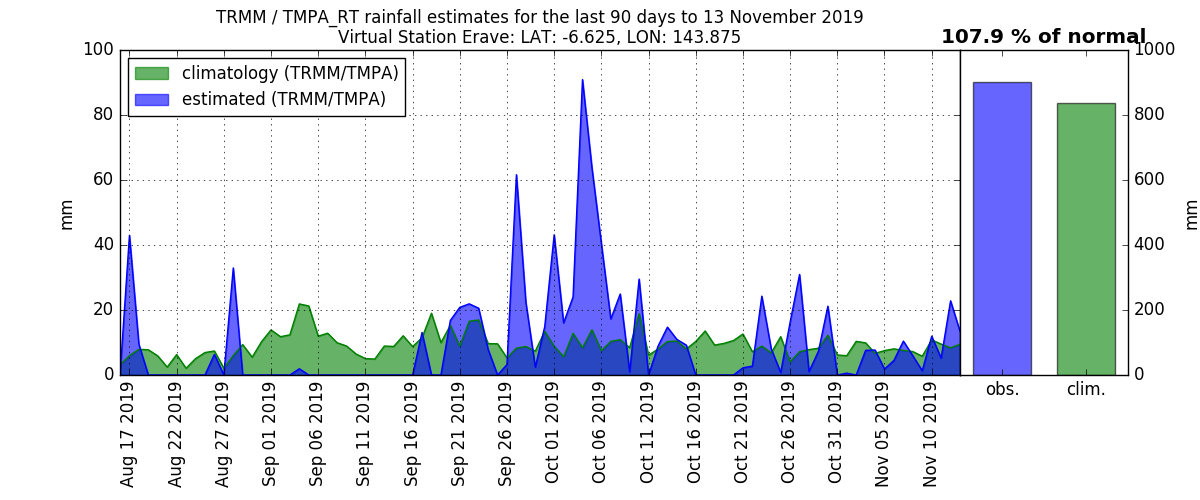 TRMM / TMPA_RT rainfall estimates for the last 90 days to 13 November 2019
Virtual Station Erave: LAT: -6.625, LON: 143.875
107.9 % of normal
climatology (TRMM/TMPA)
estimated (TRMM/TMPA)
100
80
60
40
20
0
mm
1000
800
600
400
200
0
mm
obs.
clim.
Aug 17 2019
Aug 22 2019
Aug 27 2019
Sep 01 2019
Sep 06 2019
Sep 11 2019
Sep 16 2019
Sep 21 2019
Sep 26 2019
Oct 01 2019
Oct 06 2019
Oct 11 2019
Oct 16 2019
Oct 21 2019
Oct 26 2019
Oct 31 2019
Nov 05 2019
Nov 10 2019